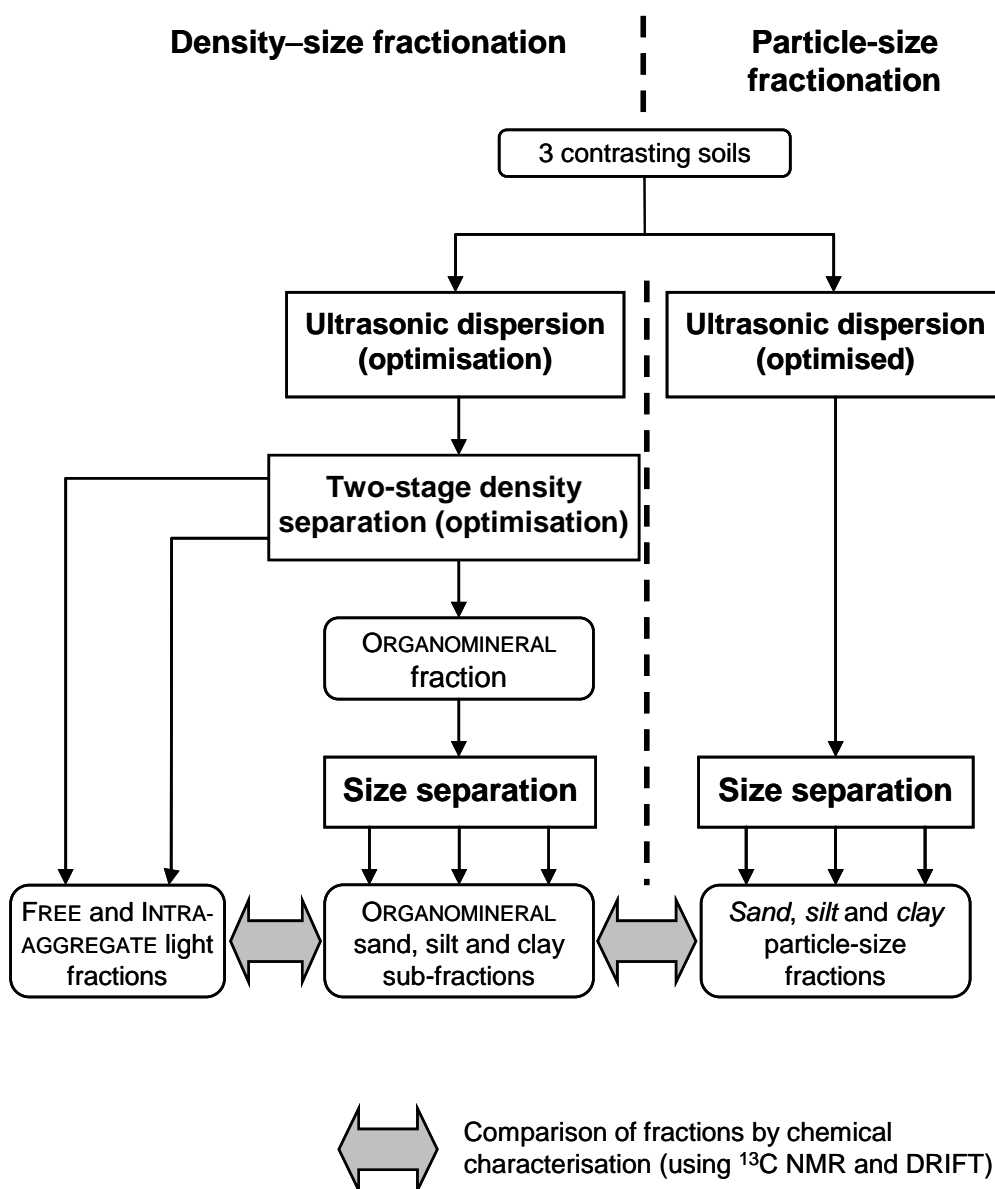 Density–size fractionation
Particle-size
fractionation
3 contrasting soils
Ultrasonic dispersion
(optimisation)
Ultrasonic dispersion
(optimised)
Two-stage density
separation (optimisation)
ORGANOMINERAL
fraction
Size separation
Size separation
FREE and INTRA-
AGGREGATE light
fractions
ORGANOMINERAL
sand, silt and clay
sub-fractions
Sand, silt and clay
particle-size
fractions
Comparison of fractions by chemical
characterisation (using ¹³C NMR and DRIFT)